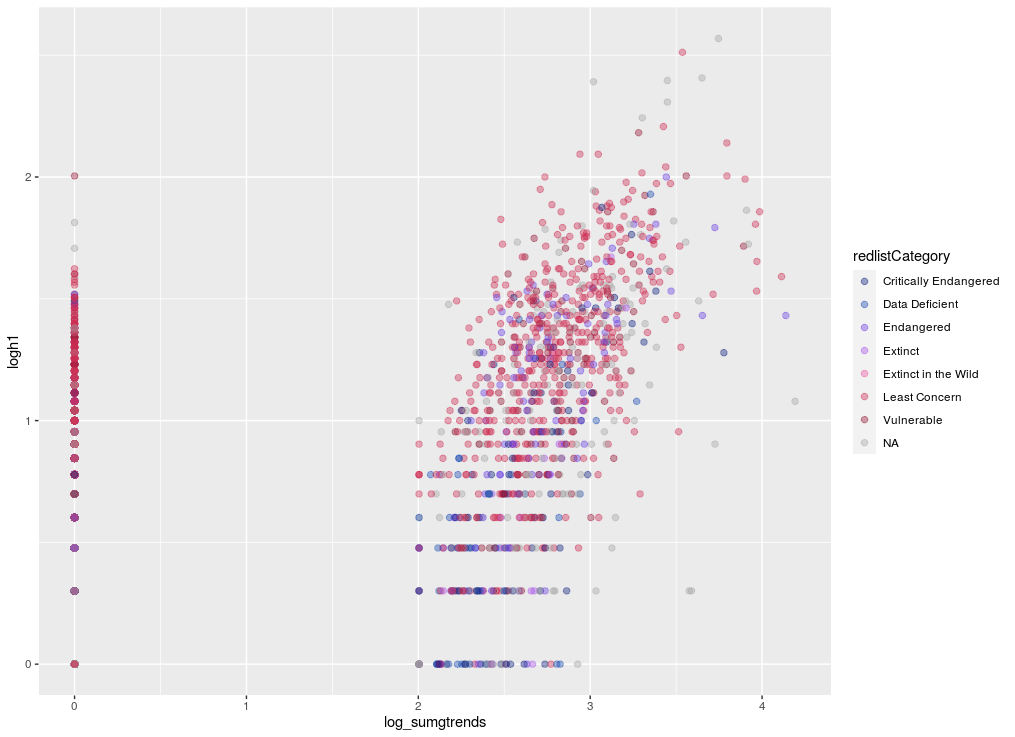 logh1
2
1
0
0
1
2
3
4
log_sumgtrends
redlistCategory
Critically Endangered
Data Deficient
Endangered
Extinct
Extinct in the Wild
Least Concern
Vulnerable
NA